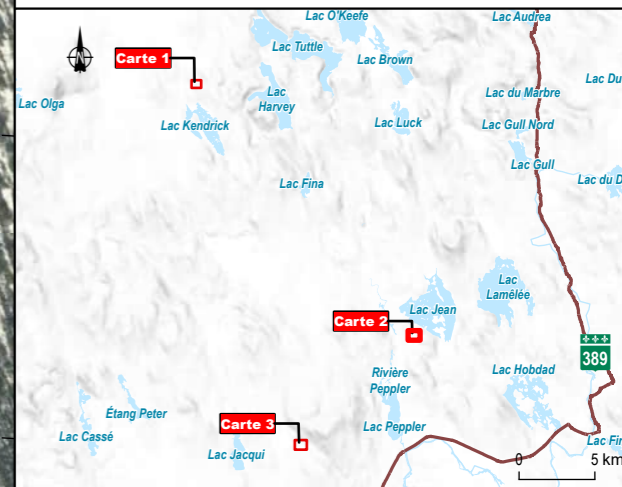 Lac O'Keefe
Lac Audrea
N
Carte 1
Lac Tuttle
Lac Brown
Lac Olga
Lac
Harvey
Lac du Marbre
Lac Du
Lac Kendrick
Lac Luck
Lac Gull Nord
Lac Gull
Lac Fina
Lac du D
Lac
Lamêlée
Lac Jean
Carte 2
389
Rivière
Peppler
Lac Hobdad
Étang Peter
Carte 3
Lac Peppler
Lac Cassé
Lac Fir
Lac Jacqui
0
5 km